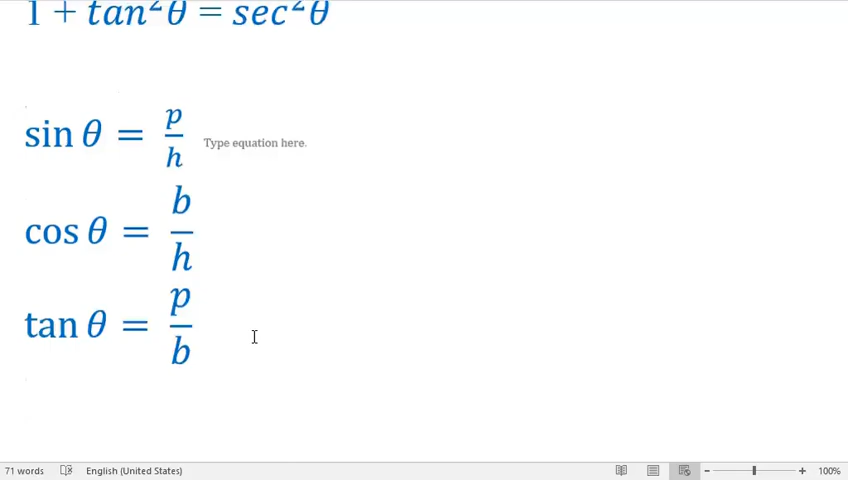 1 + tan²θ = sec²θ
sin θ = p/h Type equation here.
cos θ = b/h
tan θ = p/b
71 words English (United States) 100%